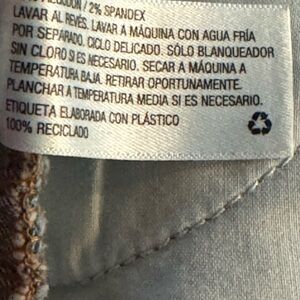 ALGODÓN / 2% SPANDEX
LAVAR AL REVÉS. LAVAR A MÁQUINA CON AGUA FRÍA
POR SEPARADO. CICLO DELICADO. SÓLO BLANQUEADOR
SIN CLORO SI ES NECESARIO. SECAR A MÁQUINA A
TEMPERATURA BAJA. RETIRAR OPORTUNAMENTE.
PLANCHAR A TEMPERATURA MEDIA SI ES NECESARIO.
ETIQUETA ELABORADA CON PLÁSTICO
100% RECICLADO